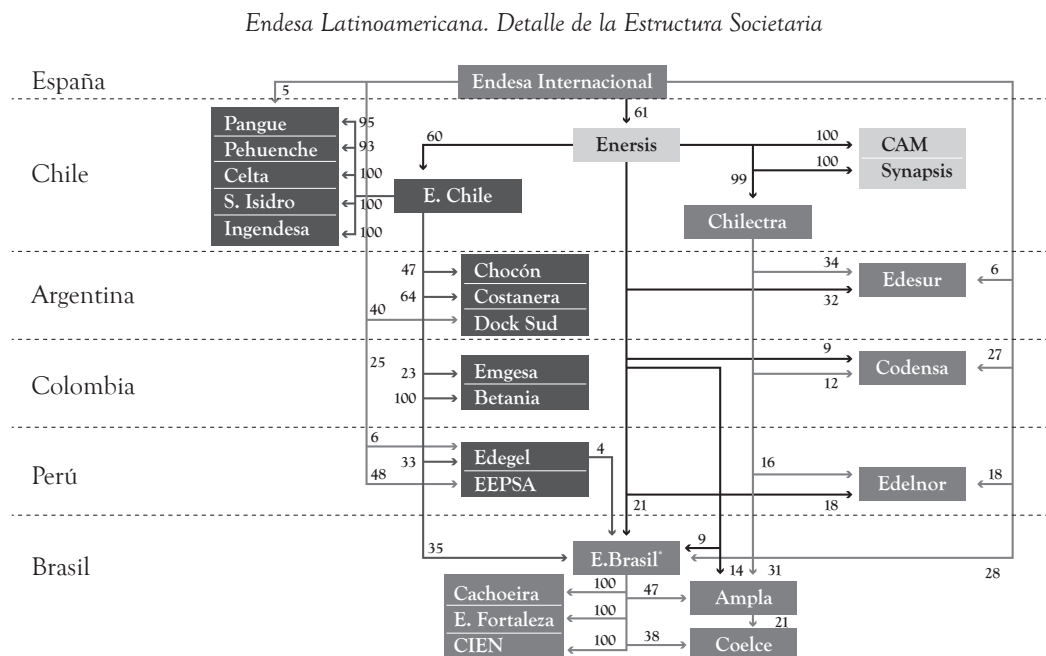 Endesa Latinoamericana. Detalle de la Estructura Societaria
España
Endesa Internacional
5
61
Chile
Pangue
95
Pehuenche
93
Celta
100
S. Isidro
100
Ingendesa
100
60
E. Chile
Enersis
100
CAM
100
Synapsis
99
Chilectra
Argentina
47
Chocón
64
Costanera
40
Dock Sud
34
32
Edesur
6
Colombia
25
23
Emgesa
100
Betania
9
12
Codensa
27
Perú
6
33
48
Edegel
EEPSA
4
21
16
18
Edelnor
18
Brasil
35
E.Brasil*
9
28
14
31
Cachoeira
100
E. Fortaleza
100
CIEN
100
47
Ampla
21
38
Coelce